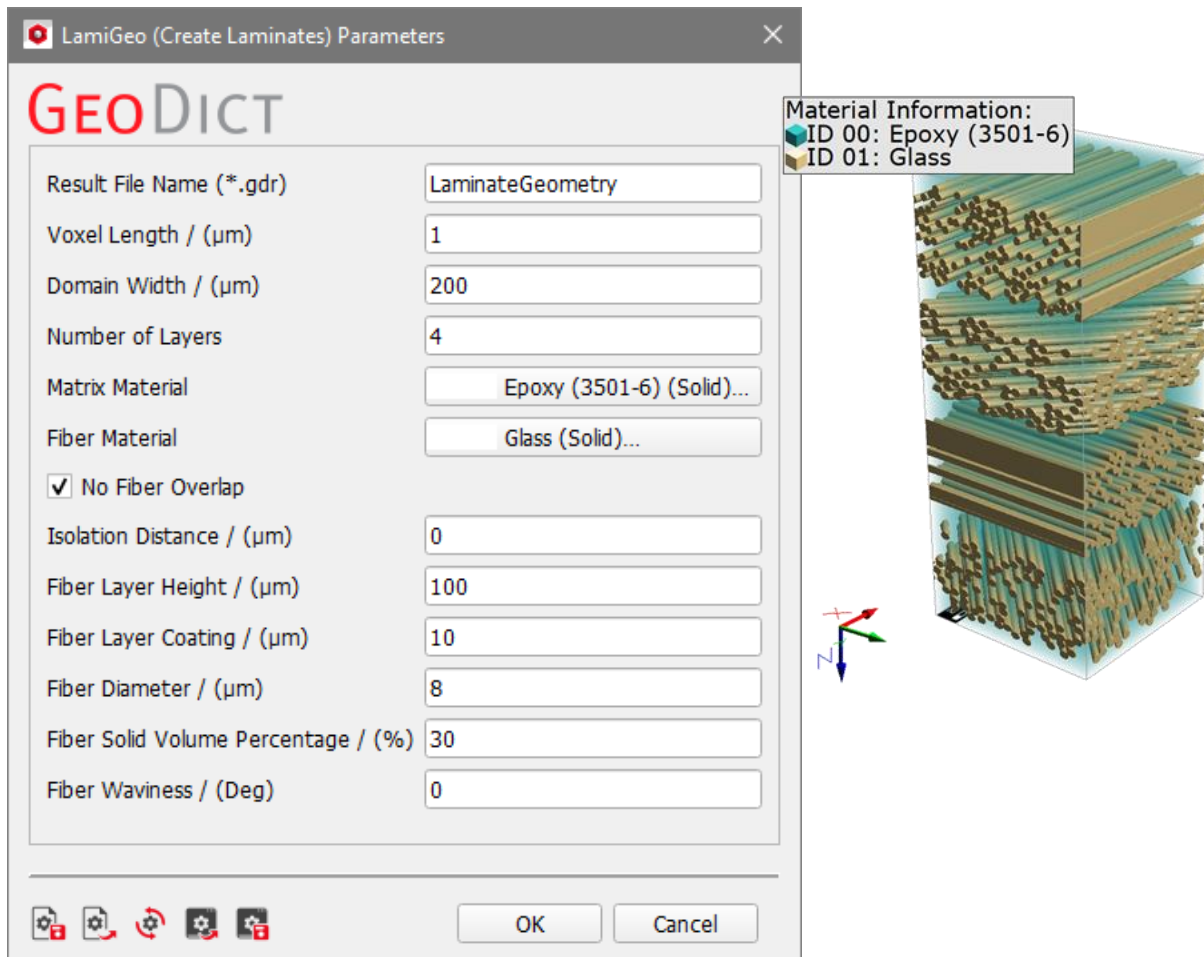 LamiGeo (Create Laminates) Parameters
GEODICT
Result File Name (*.gdr) LaminateGeometry
Voxel Length / (µm) 1
Domain Width / (µm) 200
Number of Layers 4
Matrix Material Epoxy (3501-6) (Solid)...
Fiber Material Glass (Solid)...
No Fiber Overlap
Isolation Distance / (µm) 0
Fiber Layer Height / (µm) 100
Fiber Layer Coating / (µm) 10
Fiber Diameter / (µm) 8
Fiber Solid Volume Percentage / (%) 30
Fiber Waviness / (Deg) 0
OK Cancel
Material Information:
ID 00: Epoxy (3501-6)
ID 01: Glass
X
Z